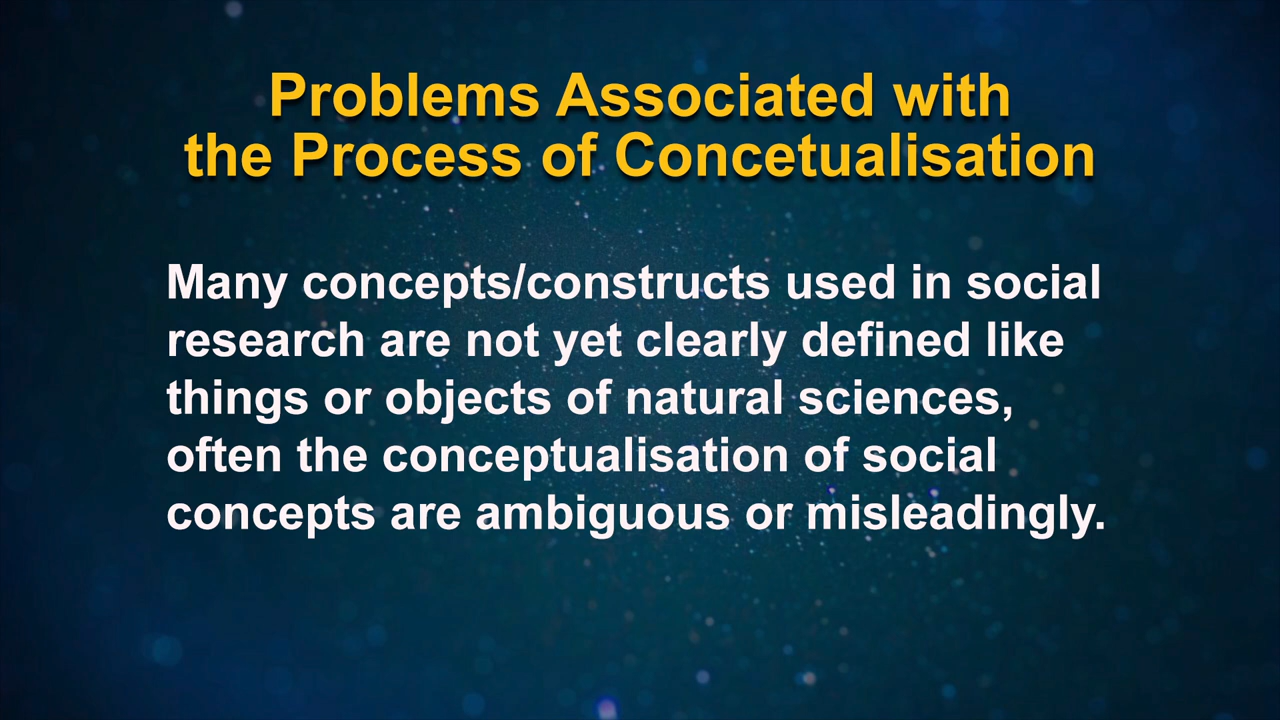 Problems Associated with
the Process of Concetualisation
Many concepts/constructs used in social
research are not yet clearly defined like
things or objects of natural sciences,
often the conceptualisation of social
concepts are ambiguous or misleadingly.